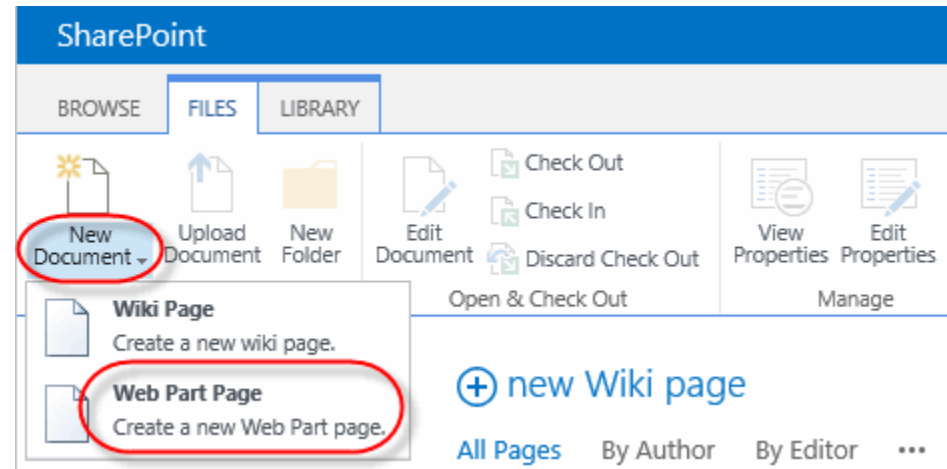 SharePoint
BROWSE FILES LIBRARY
New Document
Upload Document
New Folder
Edit Document
Check Out
Check In
Discard Check Out
View Properties
Edit Properties
Open & Check Out
Manage
Wiki Page
Create a new wiki page.
Web Part Page
Create a new Web Part page.
new Wiki page
All Pages By Author By Editor •••